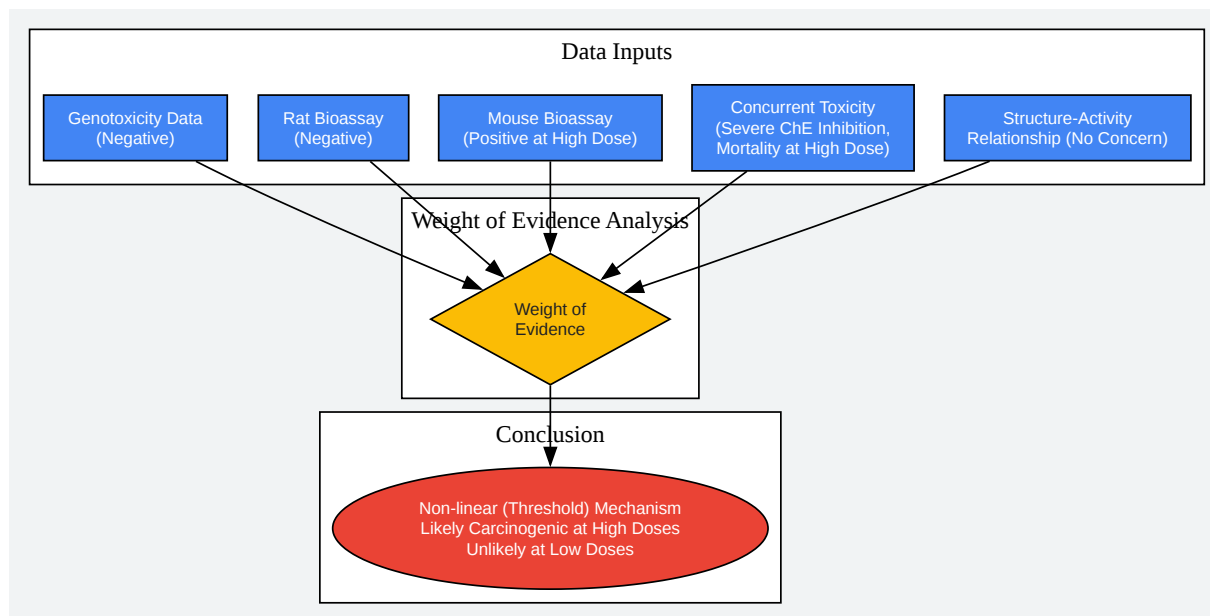 Data Inputs
Genotoxicity Data
(Negative)
Rat Bioassay
(Negative)
Mouse Bioassay
(Positive at High Dose)
Concurrent Toxicity
(Severe ChE Inhibition,
Mortality at High Dose)
Structure-Activity
Relationship (No Concern)
Weight of Evidence Analysis
Weight of
Evidence
Conclusion
Non-linear (Threshold) Mechanism
Likely Carcinogenic at High Doses
Unlikely at Low Doses